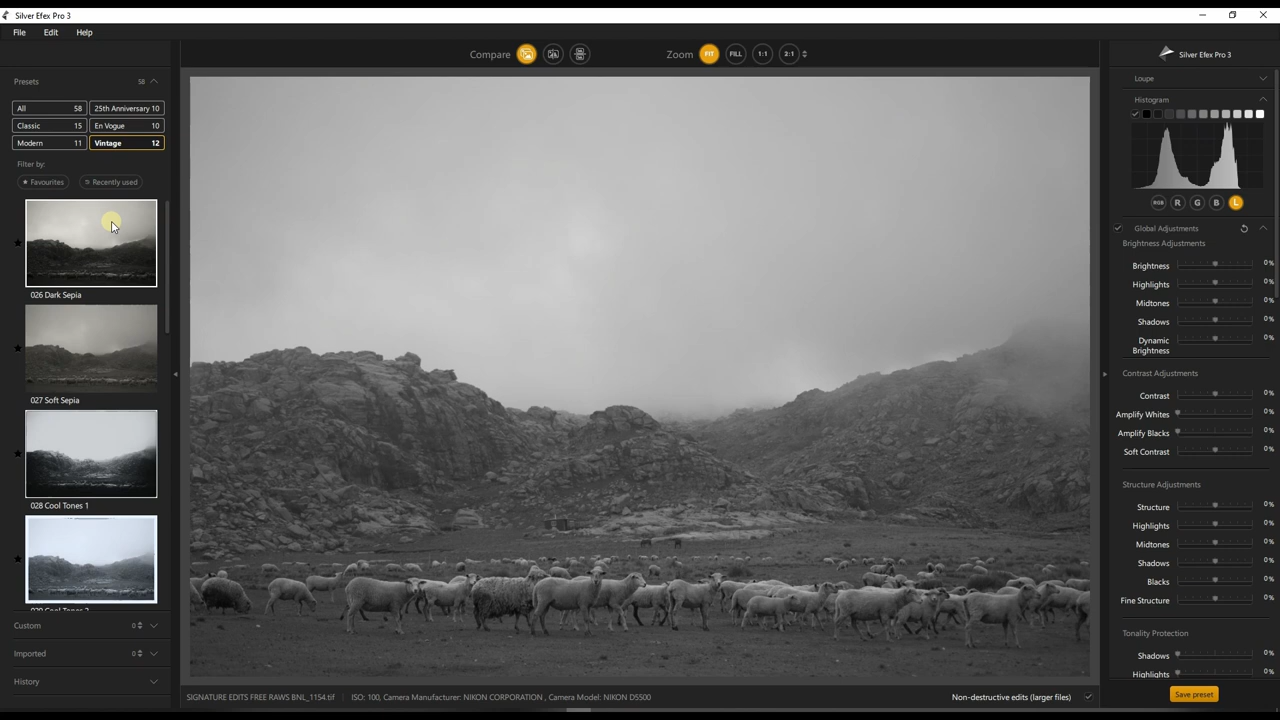 Silver Efex Pro 3
File Edit Help
Compare Zoom FIT FILL 1:1 2:1
Silver Efex Pro 3
Presets 58
All 58 25th Anniversary 10
Classic 15 En Vogue 10
Modern 11 Vintage 12
Filter by:
Favourites Recently used
026 Dark Sepia
027 Soft Sepia
028 Cool Tones 1
029 Cool Tones 2
Custom 0
Imported 0
History
SIGNATURE EDITS FREE RAWS BNL_1154.tif ISO: 100, Camera Manufacturer: NIKON CORPORATION , Camera Model: NIKON D5500
Non-destructive edits (larger files)
Loupe
Histogram
RGB R G B L
Global Adjustments
Brightness Adjustments
Brightness 0%
Highlights 0%
Midtones 0%
Shadows 0%
Dynamic 0%
Brightness
Contrast Adjustments
Contrast 0%
Amplify Whites 0%
Amplify Blacks 0%
Soft Contrast 0%
Structure Adjustments
Structure 0%
Highlights 0%
Midtones 0%
Shadows 0%
Blacks 0%
Fine Structure 0%
Tonality Protection
Shadows 0%
Highlights 0%
Save preset